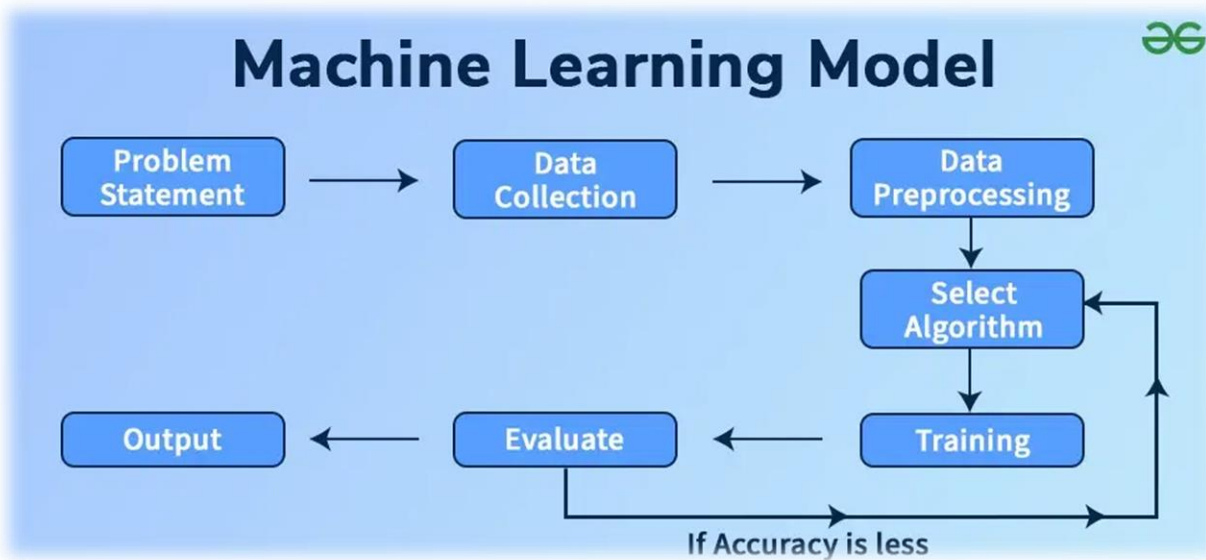 Machine Learning Model
Problem
Statement
Data
Collection
Data
Preprocessing
Select
Algorithm
Training
Evaluate
Output
If Accuracy is less